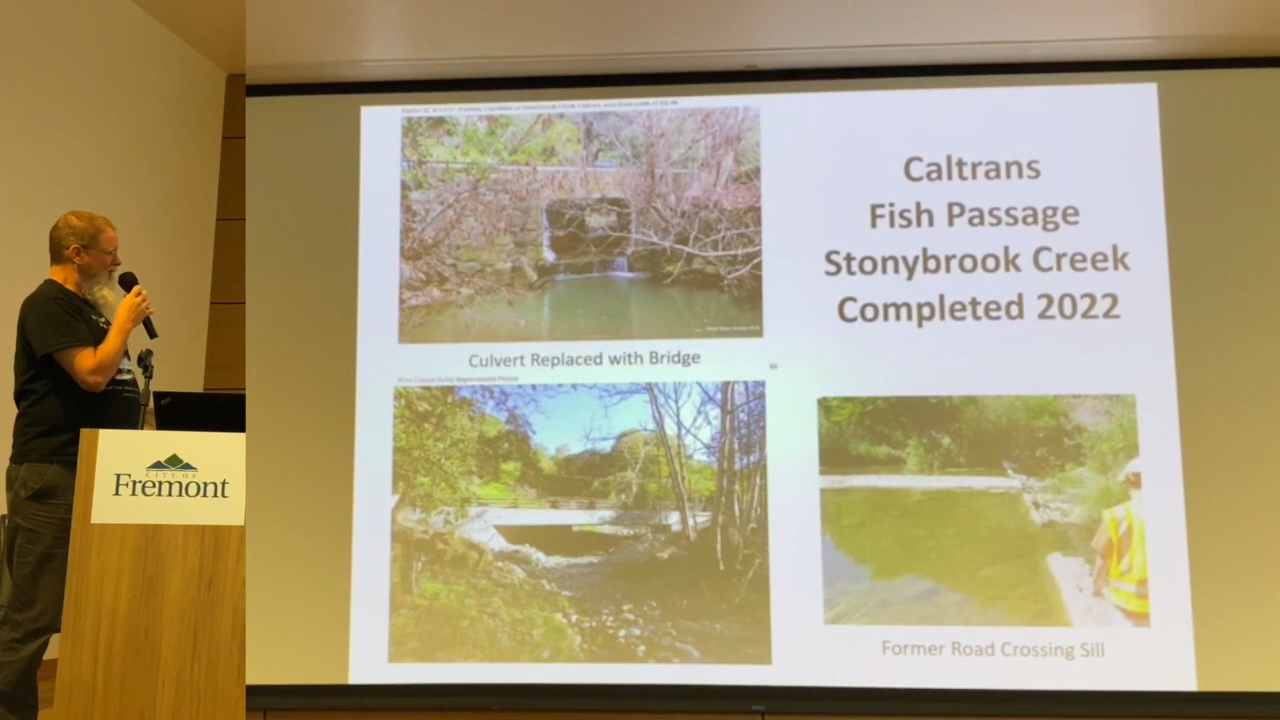 Caltrans
Fish Passage
Stonybrook Creek
Completed 2022
Culvert Replaced with Bridge
Former Road Crossing Sill
CITY OF
Fremont